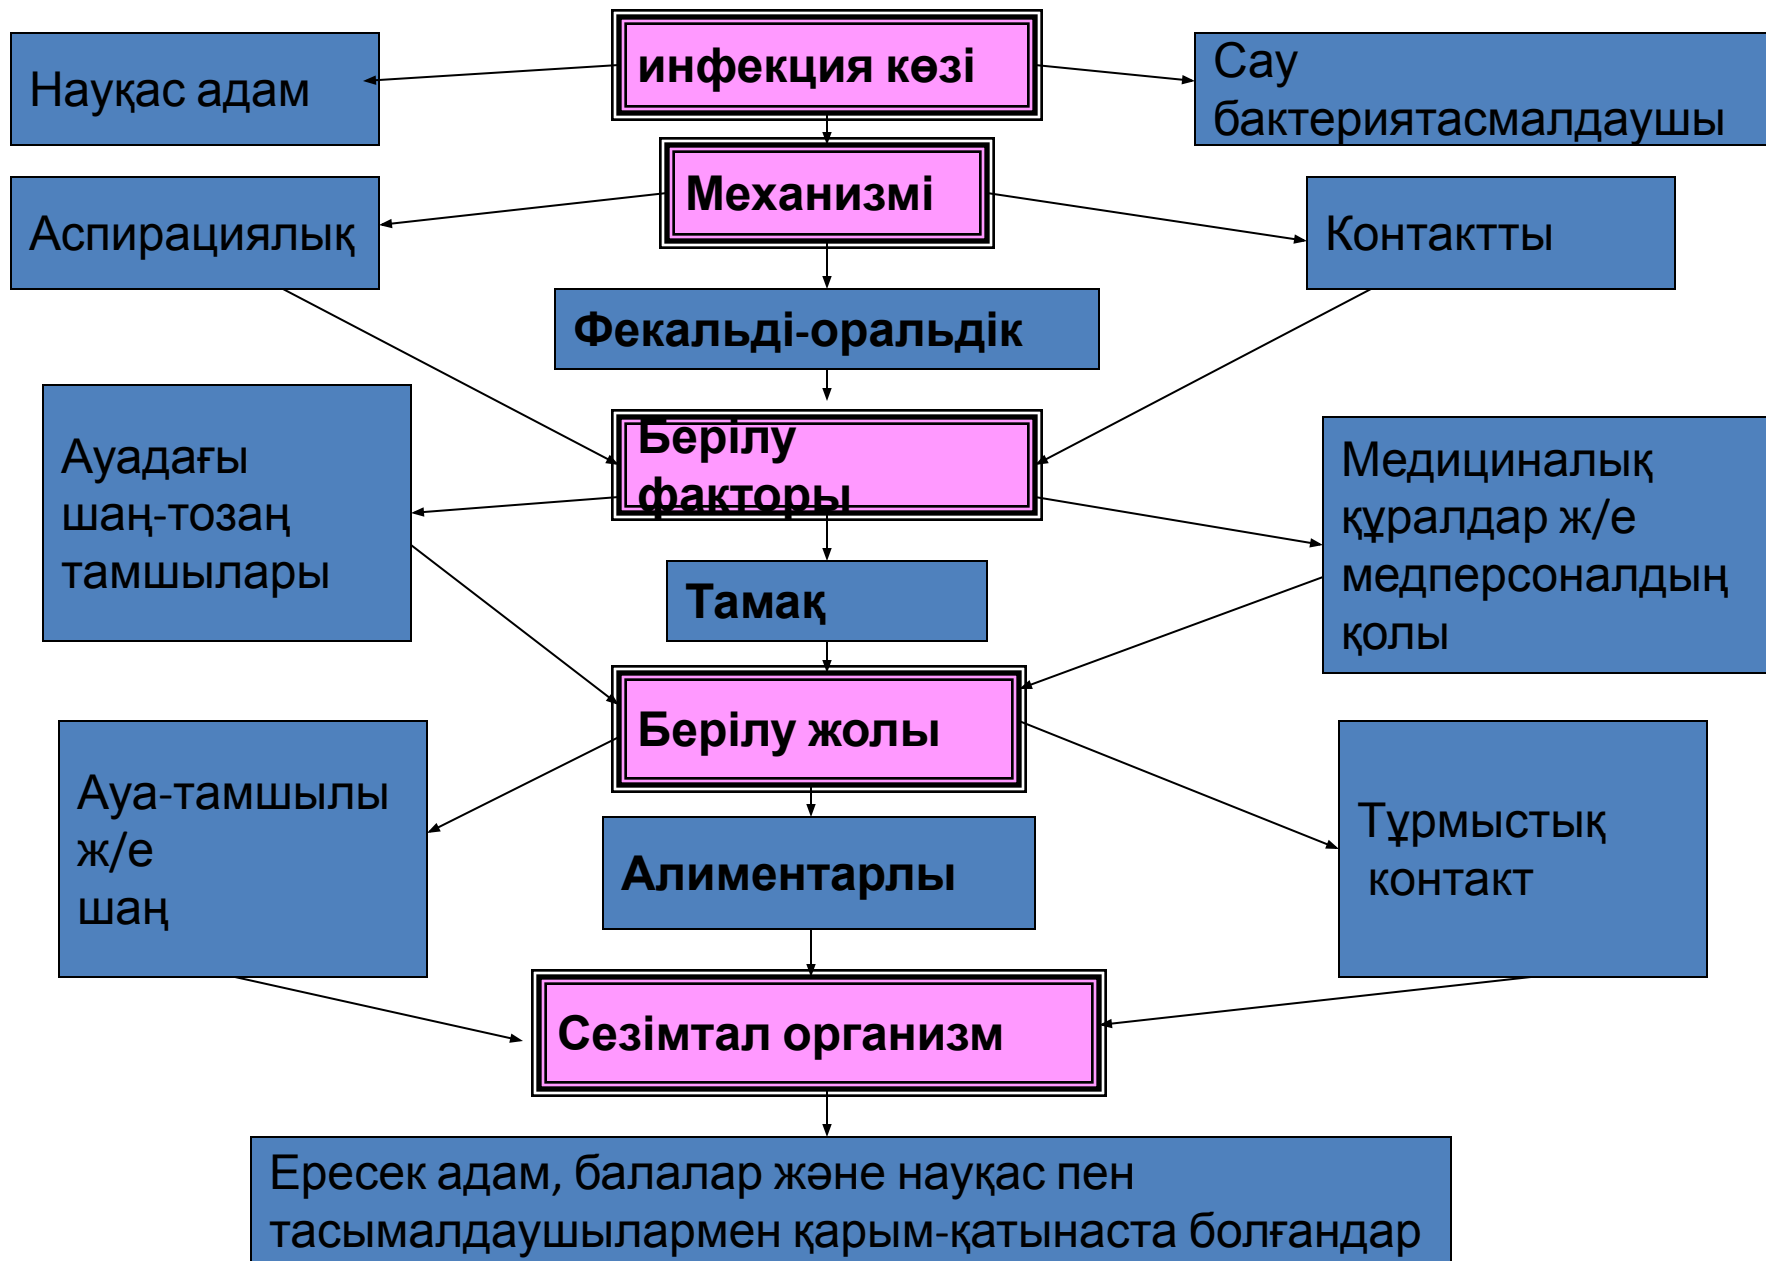 инфекция көзі
Науқас адам
Сау
бактериятасмалдаушы
Механизмі
Аспирациялық
Контактты
Фекальді-оральдік
Берілу
факторы
Ауадағы
шаң-тозаң
тамшылары
Медициналық
құралдар ж/е
медперсоналдың
қолы
Тамақ
Берілу жолы
Ауа-тамшылы
ж/е
шаң
Алиментарлы
Тұрмыстық
контакт
Сезімтал организм
Ересек адам, балалар және науқас пен
тасымалдаушылармен қарым-қатынаста болғандар